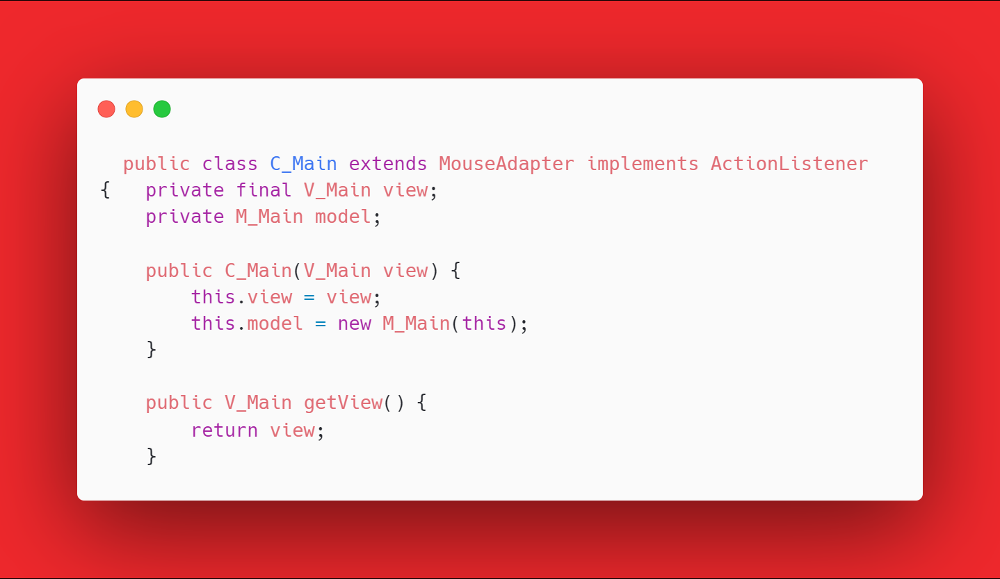 public class C_Main extends MouseAdapter implements ActionListener
{   private final V_Main view;
    private M_Main model;

    public C_Main(V_Main view) {
        this.view = view;
        this.model = new M_Main(this);
    }

    public V_Main getView() {
        return view;
    }